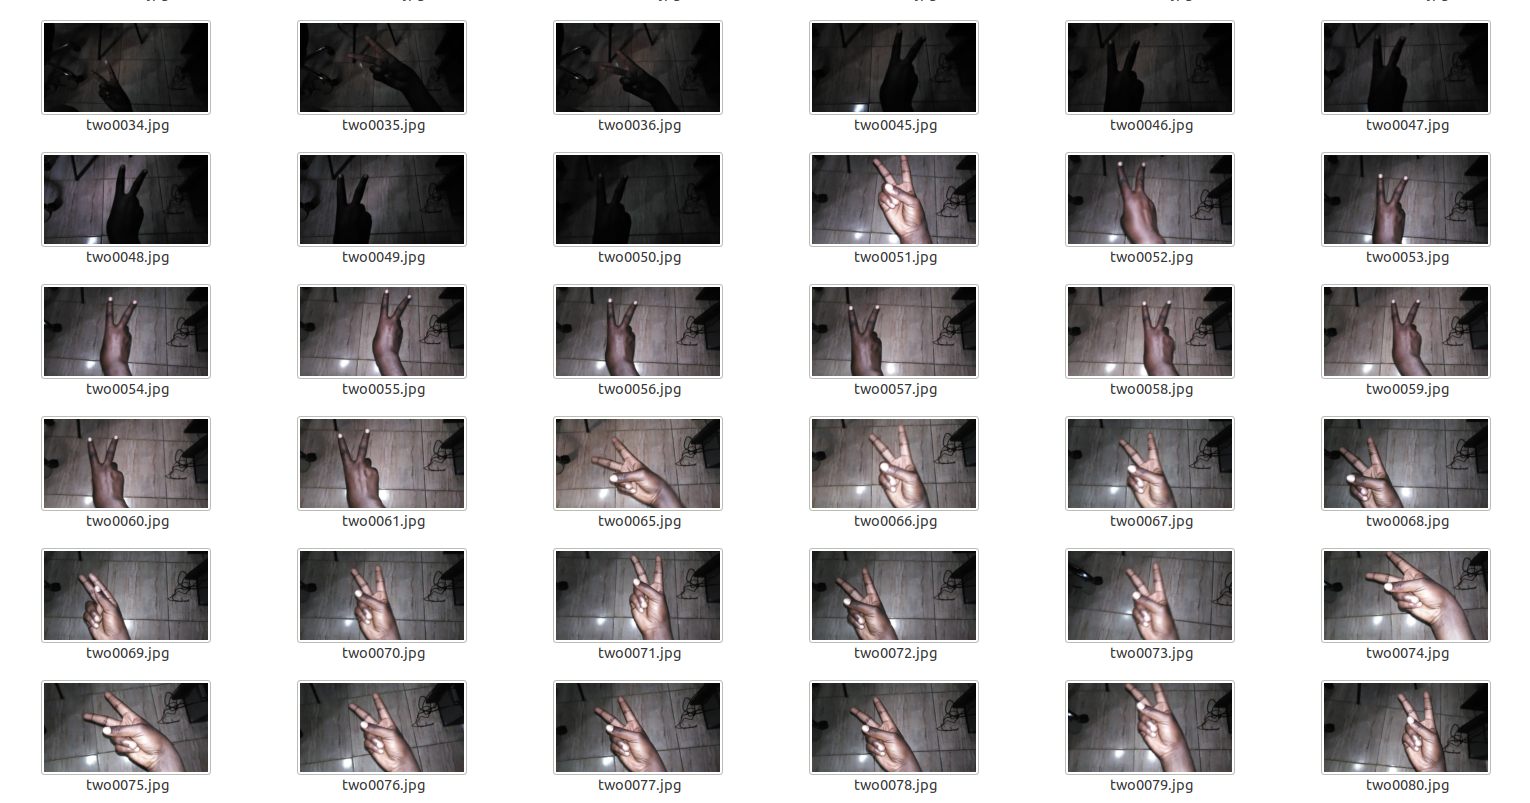 two0034.jpg two0035.jpg two0036.jpg two0045.jpg two0046.jpg two0047.jpg
two0048.jpg two0049.jpg two0050.jpg two0051.jpg two0052.jpg two0053.jpg
two0054.jpg two0055.jpg two0056.jpg two0057.jpg two0058.jpg two0059.jpg
two0060.jpg two0061.jpg two0065.jpg two0066.jpg two0067.jpg two0068.jpg
two0069.jpg two0070.jpg two0071.jpg two0072.jpg two0073.jpg two0074.jpg
two0075.jpg two0076.jpg two0077.jpg two0078.jpg two0079.jpg two0080.jpg